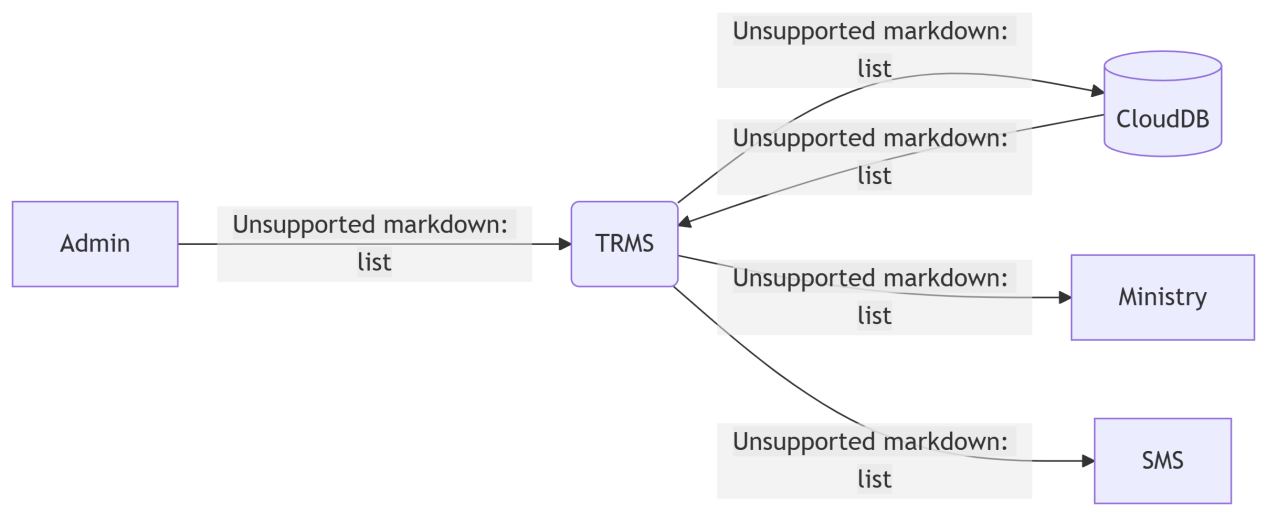 Unsupported markdown:
list
CloudDB
Unsupported markdown:
list
Admin
Unsupported markdown:
list
TRMS
Unsupported markdown:
list
Ministry
Unsupported markdown:
list
SMS